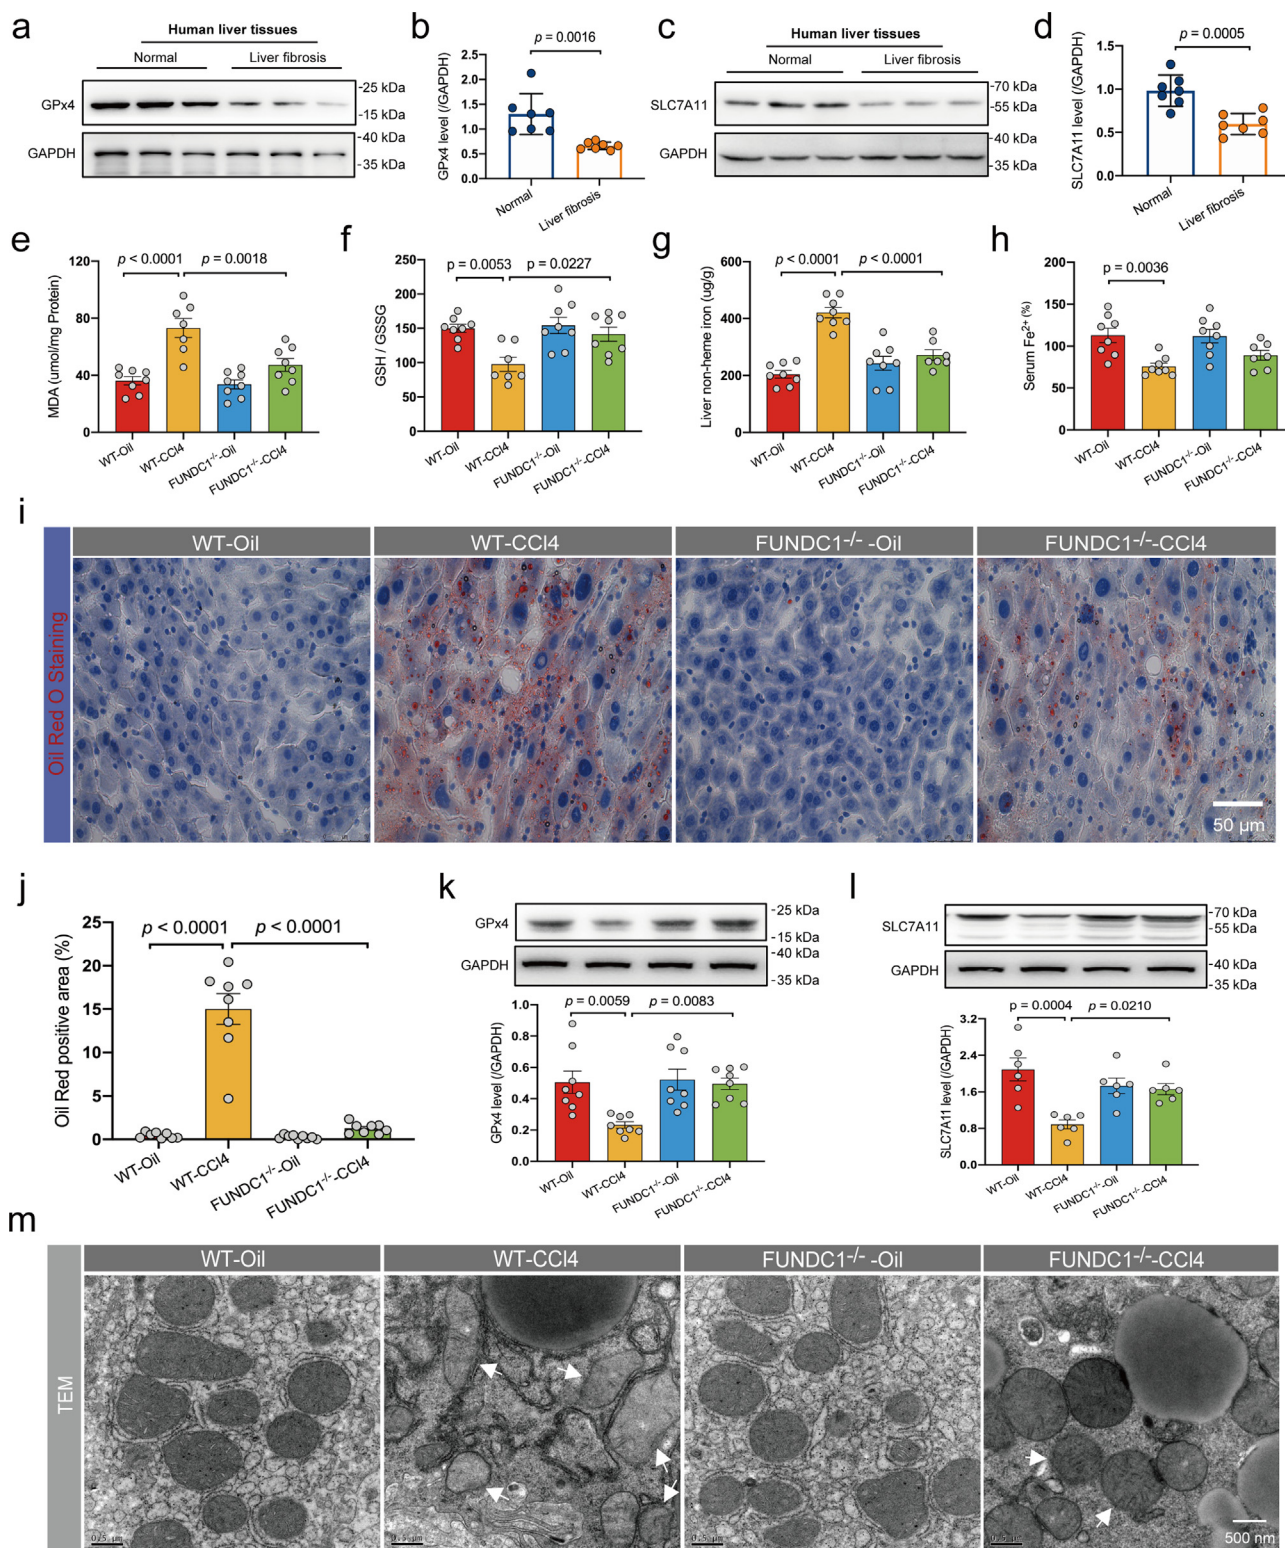 a
Human liver tissues
Normal Liver fibrosis
GPx4
-25 kDa
-15 kDa
GAPDH
-40 kDa
-35 kDa
b
p = 0.0016
GPx4 level (/GAPDH)
2.5
2.0
1.5
1.0
0.5
0.0
Normal
Liver fibrosis
c
Human liver tissues
Normal Liver fibrosis
SLC7A11
-70 kDa
-55 kDa
GAPDH
-40 kDa
-35 kDa
d
p = 0.0005
SLC7A11 level (/GAPDH)
1.5
1.0
0.5
0.0
Normal
Liver fibrosis
e
p < 0.0001 p = 0.0018
MDA (umol/mg Protein)
120
80
40
0
WT-Oil
WT-CCl4
FUNDC1-/--Oil
FUNDC1-/--CCl4
f
p = 0.0053 p = 0.0227
GSH / GSSG
250
200
150
100
50
0
WT-Oil
WT-CCl4
FUNDC1-/--Oil
FUNDC1-/--CCl4
g
p < 0.0001 p < 0.0001
Liver non-heme iron (ug/g)
600
400
200
0
WT-Oil
WT-CCl4
FUNDC1-/--Oil
FUNDC1-/--CCl4
h
p = 0.0036
Serum Fe2+ (%)
200
150
100
50
0
WT-Oil
WT-CCl4
FUNDC1-/--Oil
FUNDC1-/--CCl4
i
Oil Red O Staining
WT-Oil
WT-CCl4
FUNDC1-/- -Oil
FUNDC1-/--CCl4
50 µm
j
p < 0.0001 p < 0.0001
Oil Red positive area (%)
25
20
15
10
5
0
WT-Oil
WT-CCl4
FUNDC1-/--Oil
FUNDC1-/--CCl4
k
GPx4
-25 kDa
-15 kDa
GAPDH
-40 kDa
-35 kDa
p = 0.0059 p = 0.0083
GPx4 level (/GAPDH)
1.0
0.8
0.6
0.4
0.2
0.0
WT-Oil
WT-CCl4
FUNDC1-/--Oil
FUNDC1-/--CCl4
l
SLC7A11
-70 kDa
-55 kDa
GAPDH
-40 kDa
-35 kDa
p = 0.0004 p = 0.0210
SLC7A11 level (/GAPDH)
3.2
2.4
1.6
0.8
0.0
WT-Oil
WT-CCl4
FUNDC1-/--Oil
FUNDC1-/--CCl4
m
TEM
WT-Oil
WT-CCl4
FUNDC1-/- -Oil
FUNDC1-/--CCl4
0.5 µm
0.5 µm
0.5 µm
0.5 µm
500 nm